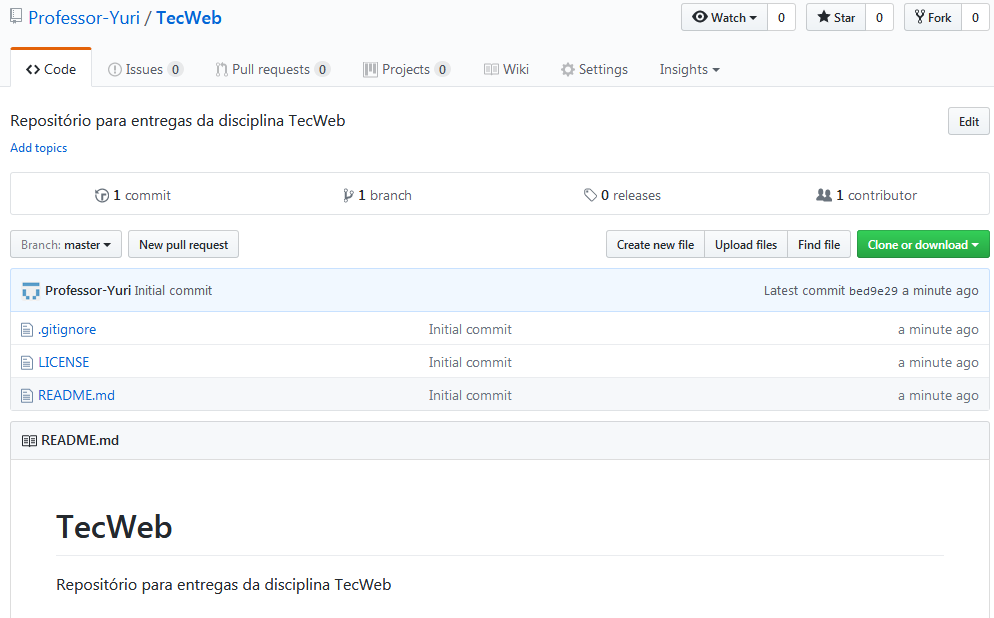 Professor-Yuri / TecWeb
Watch 0 Star 0 Fork 0
Code Issues 0 Pull requests 0 Projects 0 Wiki Settings Insights
Repositório para entregas da disciplina TecWeb
Edit
Add topics
1 commit 1 branch 0 releases 1 contributor
Branch: master New pull request Create new file Upload files Find file Clone or download
Professor-Yuri Initial commit Latest commit bed9e29 a minute ago
.gitignore Initial commit a minute ago
LICENSE Initial commit a minute ago
README.md Initial commit a minute ago
README.md
TecWeb
Repositório para entregas da disciplina TecWeb